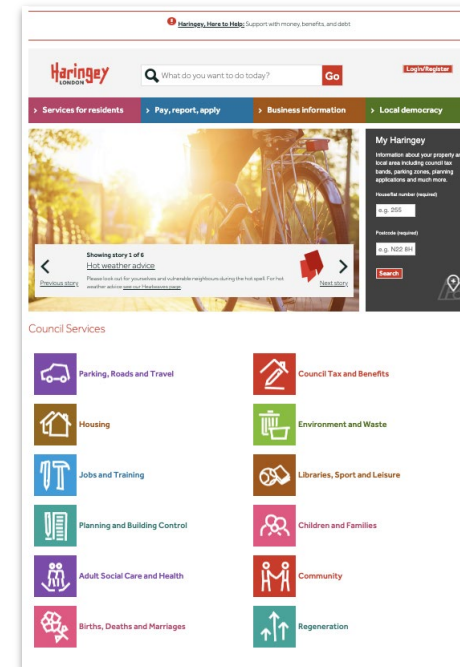 Haringey, Here to Help: Support with money, benefits, and debt
Haringey
LONDON
What do you want to do today?
Go
Login/Register
› Services for residents
› Pay, report, apply
› Business information
› Local democracy
My Haringey
Information about your property an
local area including council tax
bands, parking zones, planning
applications and much more.
House/flat number (required)
e.g. 255
Postcode (required)
e.g. N22 8H
Search
Showing story 1 of 6
Hot weather advice
Please look out for yourselves and vulnerable neighbours during the hot spell. For hot
weather advice see our Heatwaves page
Previous story
Next story
Council Services
Parking, Roads and Travel
Council Tax and Benefits
Housing
Environment and Waste
Jobs and Training
Libraries, Sport and Leisure
Planning and Building Control
Children and Families
Adult Social Care and Health
Community
Births, Deaths and Marriages
Regeneration